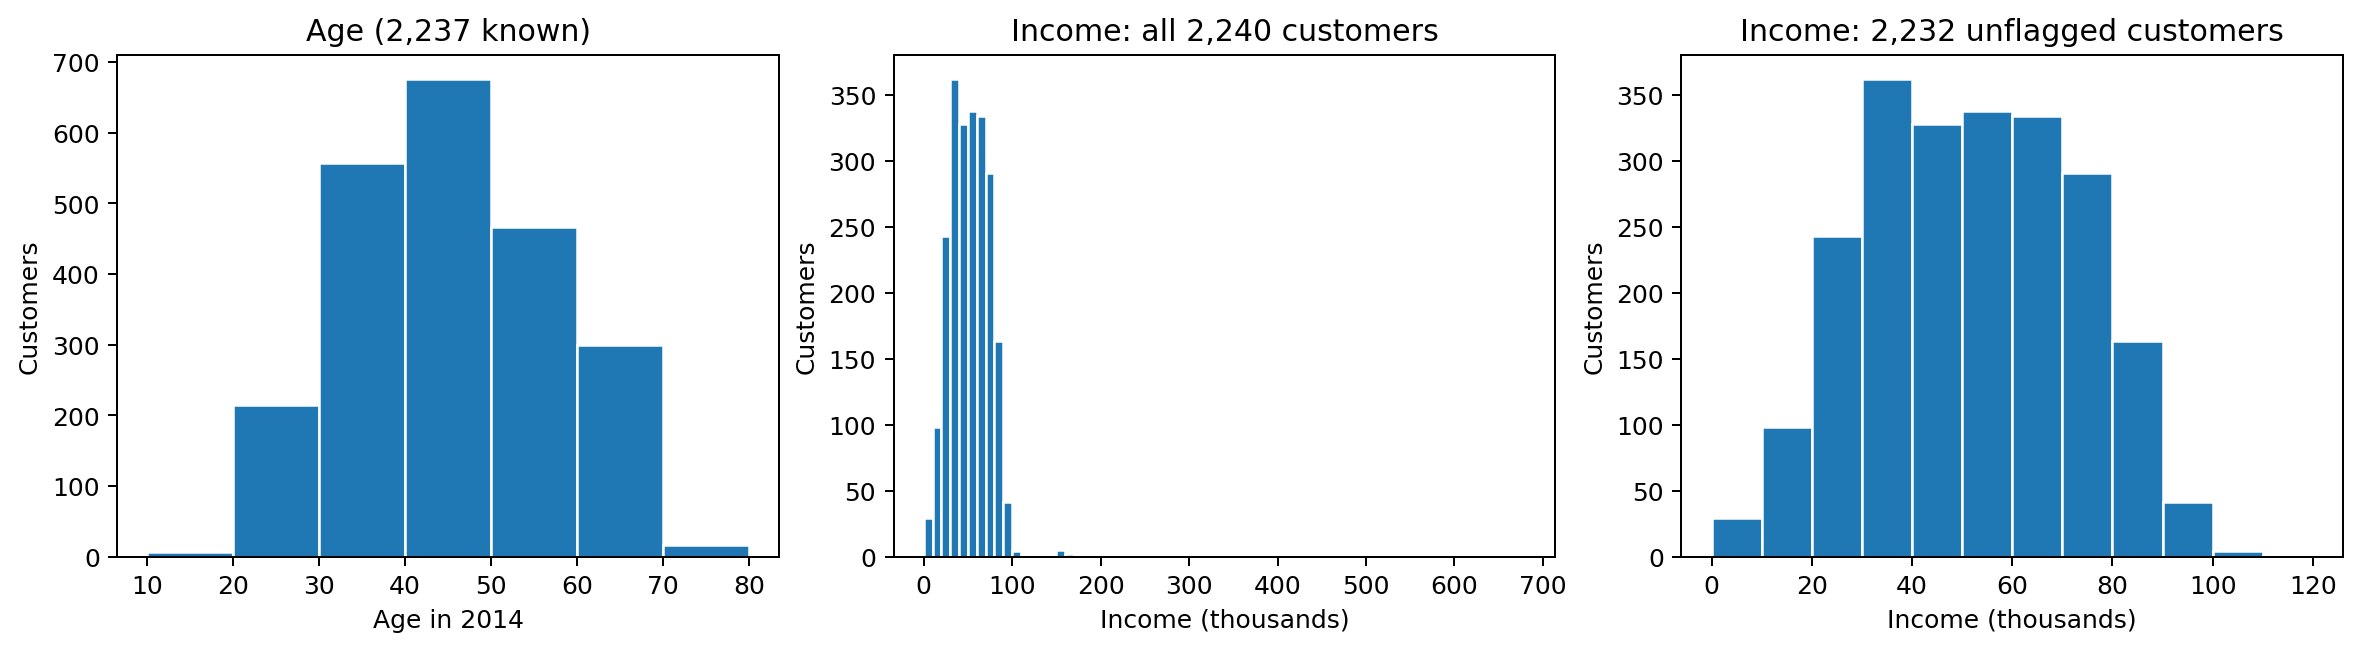 Age (2,237 known)
Customers
700
600
500
400
300
200
100
0
10 20 30 40 50 60 70 80
Age in 2014
Income: all 2,240 customers
Customers
350
300
250
200
150
100
50
0
0 100 200 300 400 500 600 700
Income (thousands)
Income: 2,232 unflagged customers
Customers
350
300
250
200
150
100
50
0
0 20 40 60 80 100 120
Income (thousands)